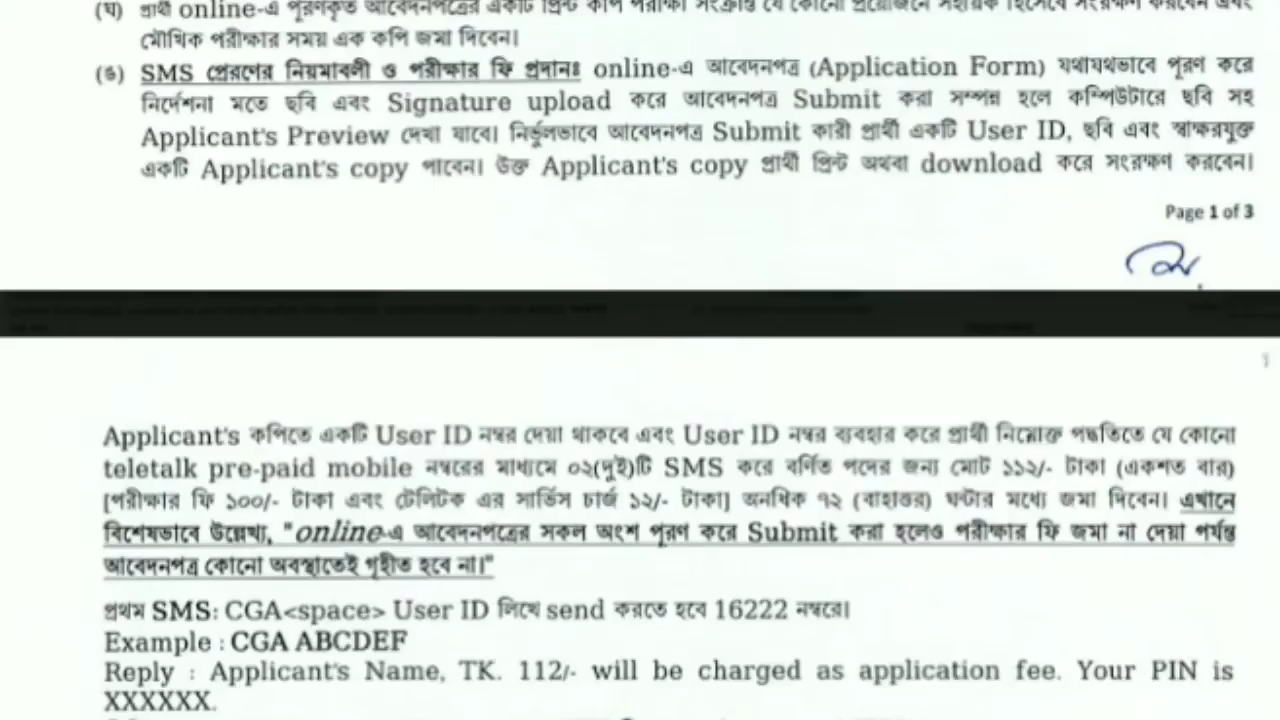 (ঘ) প্রার্থী online-এ পূরণকৃত আবেদনপত্রের একটি প্রিন্ট কপি পরীক্ষা সংক্রান্ত যে কোনো প্রয়োজনে সহায়ক হিসেবে সংরক্ষণ করবেন এবং
মৌখিক পরীক্ষার সময় এক কপি জমা দিবেন।
(ঙ) SMS প্রেরণের নিয়মাবলী ও পরীক্ষার ফি প্রদানঃ online-এ আবেদনপত্র (Application Form) যথাযথভাবে পূরণ করে
নির্দেশনা মতে ছবি এবং Signature upload করে আবেদনপত্র Submit করা সম্পন্ন হলে কম্পিউটারে ছবি সহ
Applicant's Preview দেখা যাবে। নির্ভুলভাবে আবেদনপত্র Submit কারী প্রার্থী একটি User ID, ছবি এবং স্বাক্ষরযুক্ত
একটি Applicant's copy পাবেন। উক্ত Applicant's copy প্রার্থী প্রিন্ট অথবা download করে সংরক্ষণ করবেন।
Page 1 of 3
Applicant's কপিতে একটি User ID নম্বর দেয়া থাকবে এবং User ID নম্বর ব্যবহার করে প্রার্থী নিম্নোক্ত পদ্ধতিতে যে কোনো
teletalk pre-paid mobile নম্বরের মাধ্যমে ০২(দুই)টি SMS করে বর্ণিত পদের জন্য মোট ১১২/- টাকা (একশত বার)
[পরীক্ষার ফি ১০০/- টাকা এবং টেলিটক এর সার্ভিস চার্জ ১২/- টাকা] অনধিক ৭২ (বাহাত্তর) ঘন্টার মধ্যে জমা দিবেন। এখানে
বিশেষভাবে উল্লেখ্য, "online-এ আবেদনপত্রের সকল অংশ পূরণ করে Submit করা হলেও পরীক্ষার ফি জমা না দেয়া পর্যন্ত
আবেদনপত্র কোনো অবস্থাতেই গৃহীত হবে না।"
প্রথম SMS: CGA<space> User ID লিখে send করতে হবে 16222 নম্বরে।
Example : CGA ABCDEF
Reply : Applicant's Name, TK. 112/- will be charged as application fee. Your PIN is
XXXXXX.